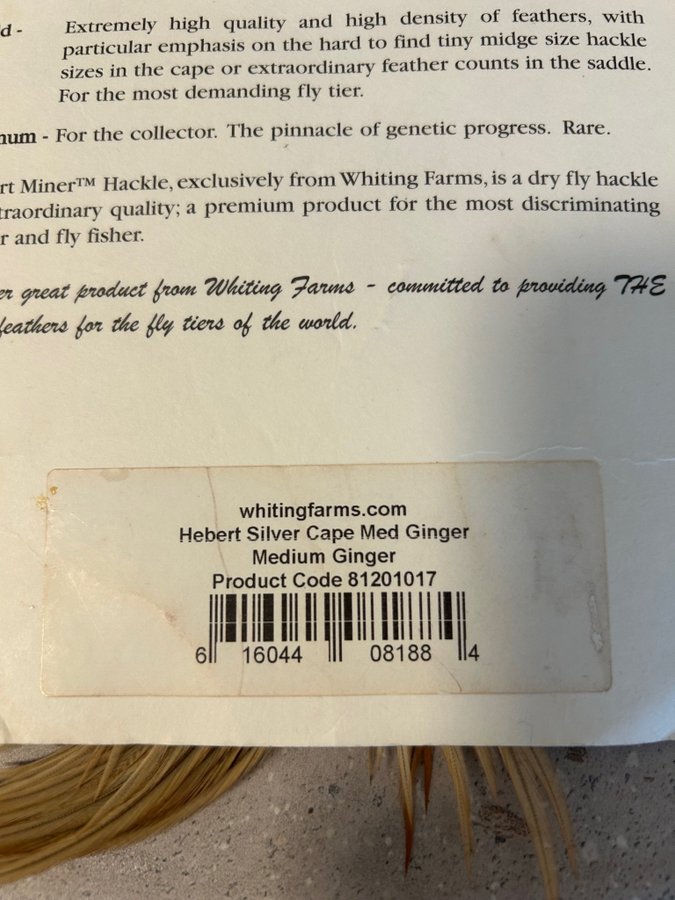 d - Extremely high quality and high density of feathers, with
particular emphasis on the hard to find tiny midge size hackle
sizes in the cape or extraordinary feather counts in the saddle.
For the most demanding fly tier.
num - For the collector. The pinnacle of genetic progress. Rare.
rt Miner™ Hackle, exclusively from Whiting Farms, is a dry fly hackle
traordinary quality; a premium product for the most discriminating
r and fly fisher.
er great product from Whiting Farms - committed to providing THE
feathers for the fly tiers of the world.
whitingfarms.com
Hebert Silver Cape Med Ginger
Medium Ginger
Product Code 81201017
6 16044 08188 4